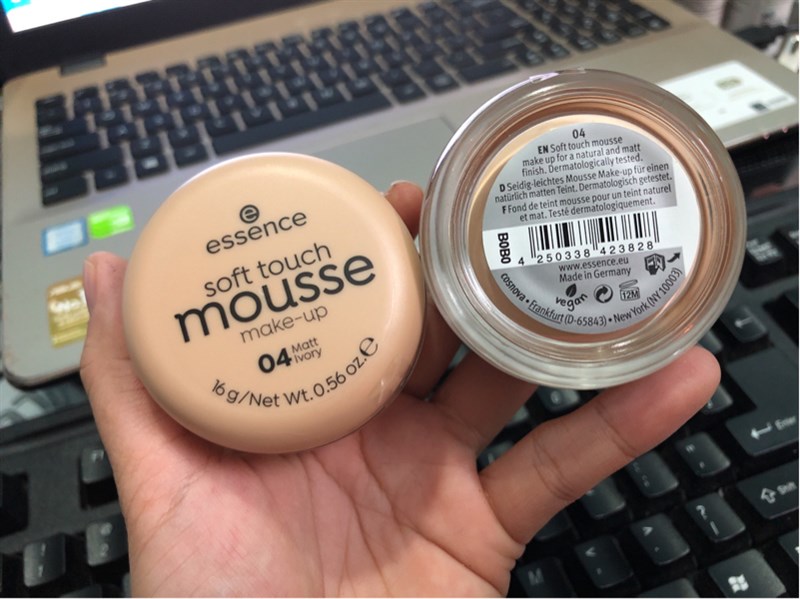 essence
soft touch
mousse
make-up
04 Matt Ivory
16 g/Net Wt. 0.56 oz. e
04
EN Soft touch mousse
make up for a natural and matt
finish. Dermatologically tested.
D Seidig-leichtes Mousse Make-up für einen
natürlich matten Teint. Dermatologisch getestet.
F Fond de teint mousse pour un teint naturel
et mat. Testé dermatologiquement.
B0B0
4 250338 423828
www.essence.eu
Made in Germany
vegan
12M
cosnova • Frankfurt (D-65843) • New York (NY 10003)
Enter
Shift
M